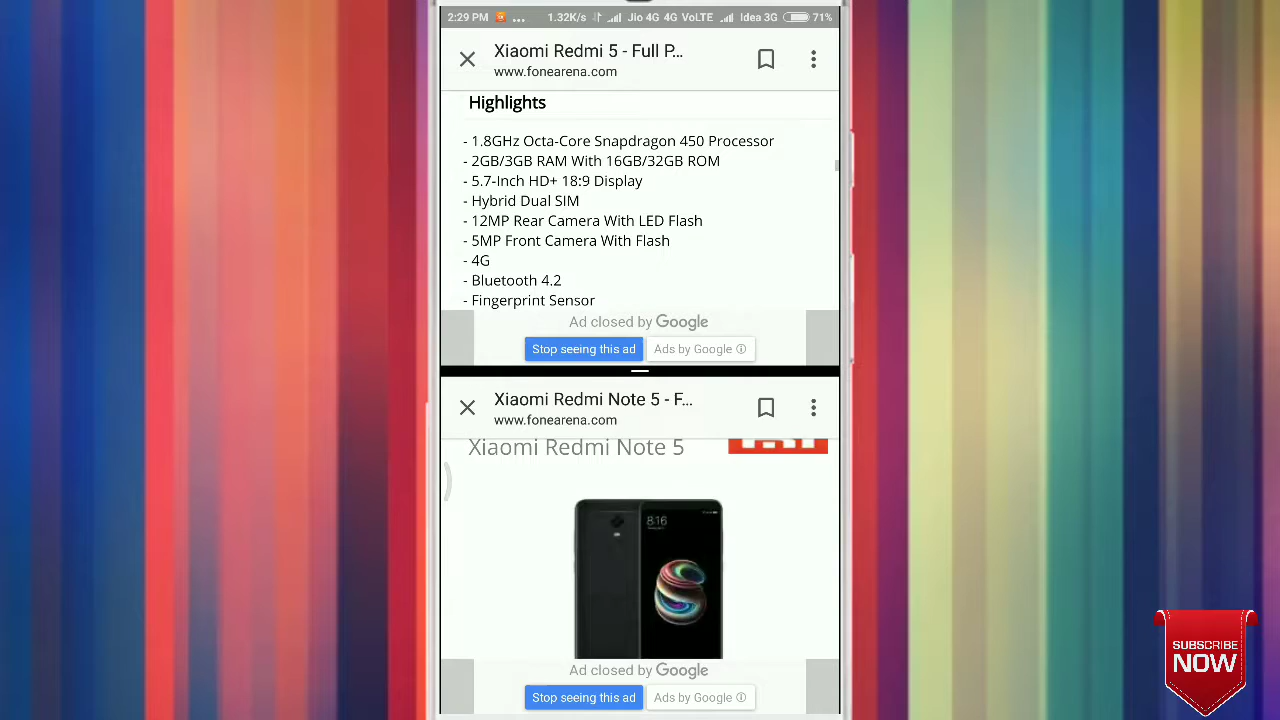 2:29 PM ... 1.32K/s Jio 4G 4G VoLTE Idea 3G 71%
Xiaomi Redmi 5 - Full P...
www.fonearena.com
Highlights
- 1.8GHz Octa-Core Snapdragon 450 Processor
- 2GB/3GB RAM With 16GB/32GB ROM
- 5.7-Inch HD+ 18:9 Display
- Hybrid Dual SIM
- 12MP Rear Camera With LED Flash
- 5MP Front Camera With Flash
- 4G
- Bluetooth 4.2
- Fingerprint Sensor
Ad closed by Google
Stop seeing this ad Ads by Google
Xiaomi Redmi Note 5 - F...
www.fonearena.com
Xiaomi Redmi Note 5
8:16
Ad closed by Google
Stop seeing this ad Ads by Google
SUBSCRIBE
NOW